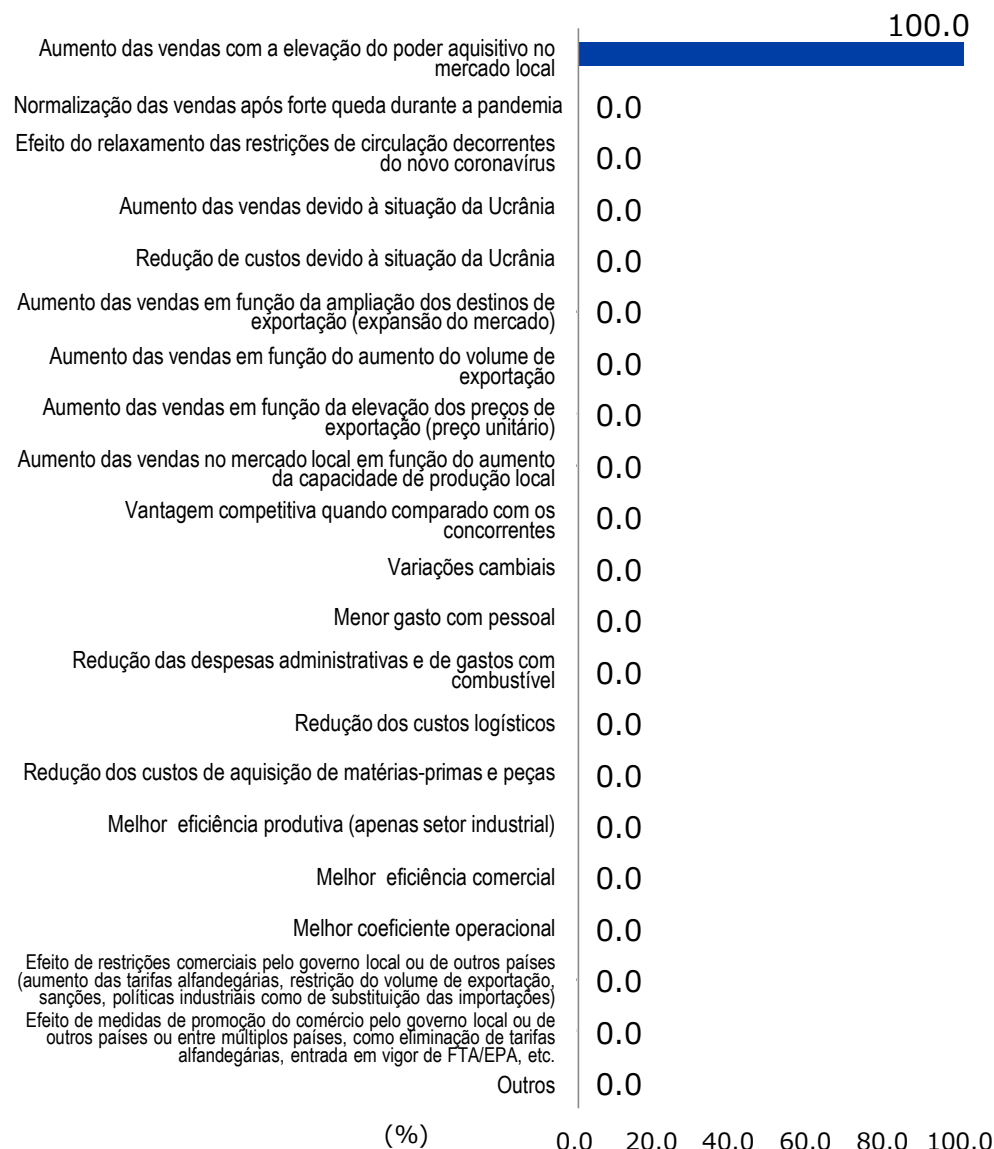 100.0
Aumento das vendas com a elevação do poder aquisitivo no
mercado local
Normalização das vendas após forte queda durante a pandemia
0.0
Efeito do relaxamento das restrições de circulação decorrentes
do novo coronavírus
0.0
Aumento das vendas devido à situação da Ucrânia
0.0
Redução de custos devido à situação da Ucrânia
0.0
Aumento das vendas em função da ampliação dos destinos de
exportação (expansão do mercado)
0.0
Aumento das vendas em função do aumento do volume de
exportação
0.0
Aumento das vendas em função da elevação dos preços de
exportação (preço unitário)
0.0
Aumento das vendas no mercado local em função do aumento
da capacidade de produção local
0.0
Vantagem competitiva quando comparado com os
concorrentes
0.0
Variações cambiais
0.0
Menor gasto com pessoal
0.0
Redução das despesas administrativas e de gastos com
combustível
0.0
Redução dos custos logísticos
0.0
Redução dos custos de aquisição de matérias-primas e peças
0.0
Melhor  eficiência produtiva (apenas setor industrial)
0.0
Melhor  eficiência comercial
0.0
Melhor coeficiente operacional
0.0
Efeito de restrições comerciais pelo governo local ou de outros países
(aumento das tarifas alfandegárias, restrição do volume de exportação,
sanções, políticas industriais como de substituição das importações)
0.0
Efeito de medidas de promoção do comércio pelo governo local ou de
outros países ou entre múltiplos países, como eliminação de tarifas
alfandegárias, entrada em vigor de FTA/EPA, etc.
0.0
Outros
0.0
(%)
0.0 20.0 40.0 60.0 80.0 100.0